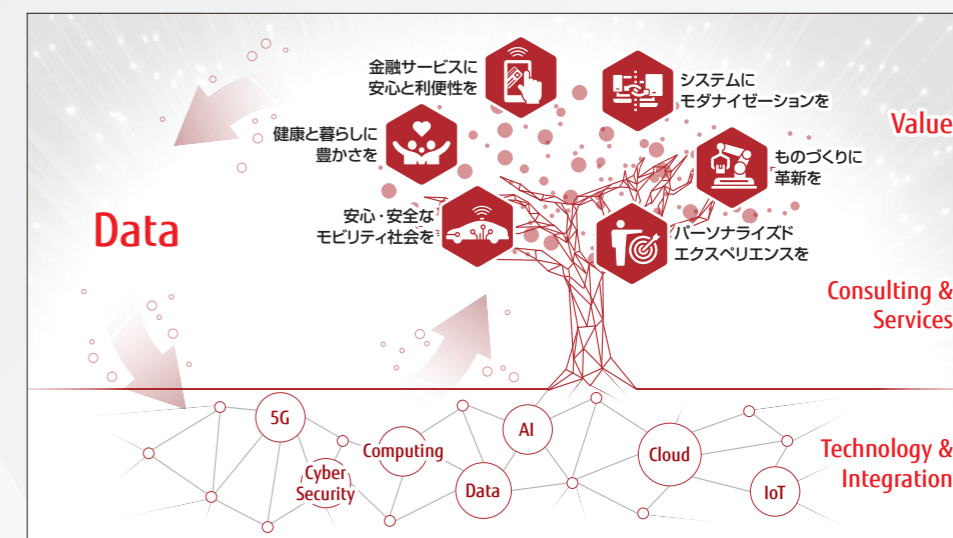 金融サービスに
安心と利便性を
システムに
モダナイゼーションを
Value
健康と暮らしに
豊かさを
ものづくりに
革新を
Data
安心・安全な
モビリティ社会を
パーソナライズド
エクスペリエンスを
Consulting &
Services
5G
AI
Computing
Cloud
Technology &
Integration
Cyber
Security
Data
IoT